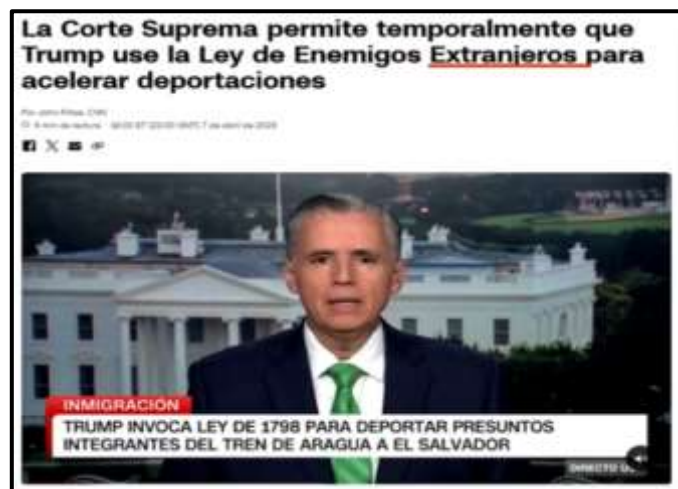 La Corte Suprema permite temporalmente que
Trump use la Ley de Enemigos Extranjeros para
acelerar deportaciones
INMIGRACIÓN
TRUMP INVOCA LEY DE 1798 PARA DEPORTAR PRESUNTOS
INTEGRANTES DEL TREN DE ARAGUA A EL SALVADOR
DIRECTO